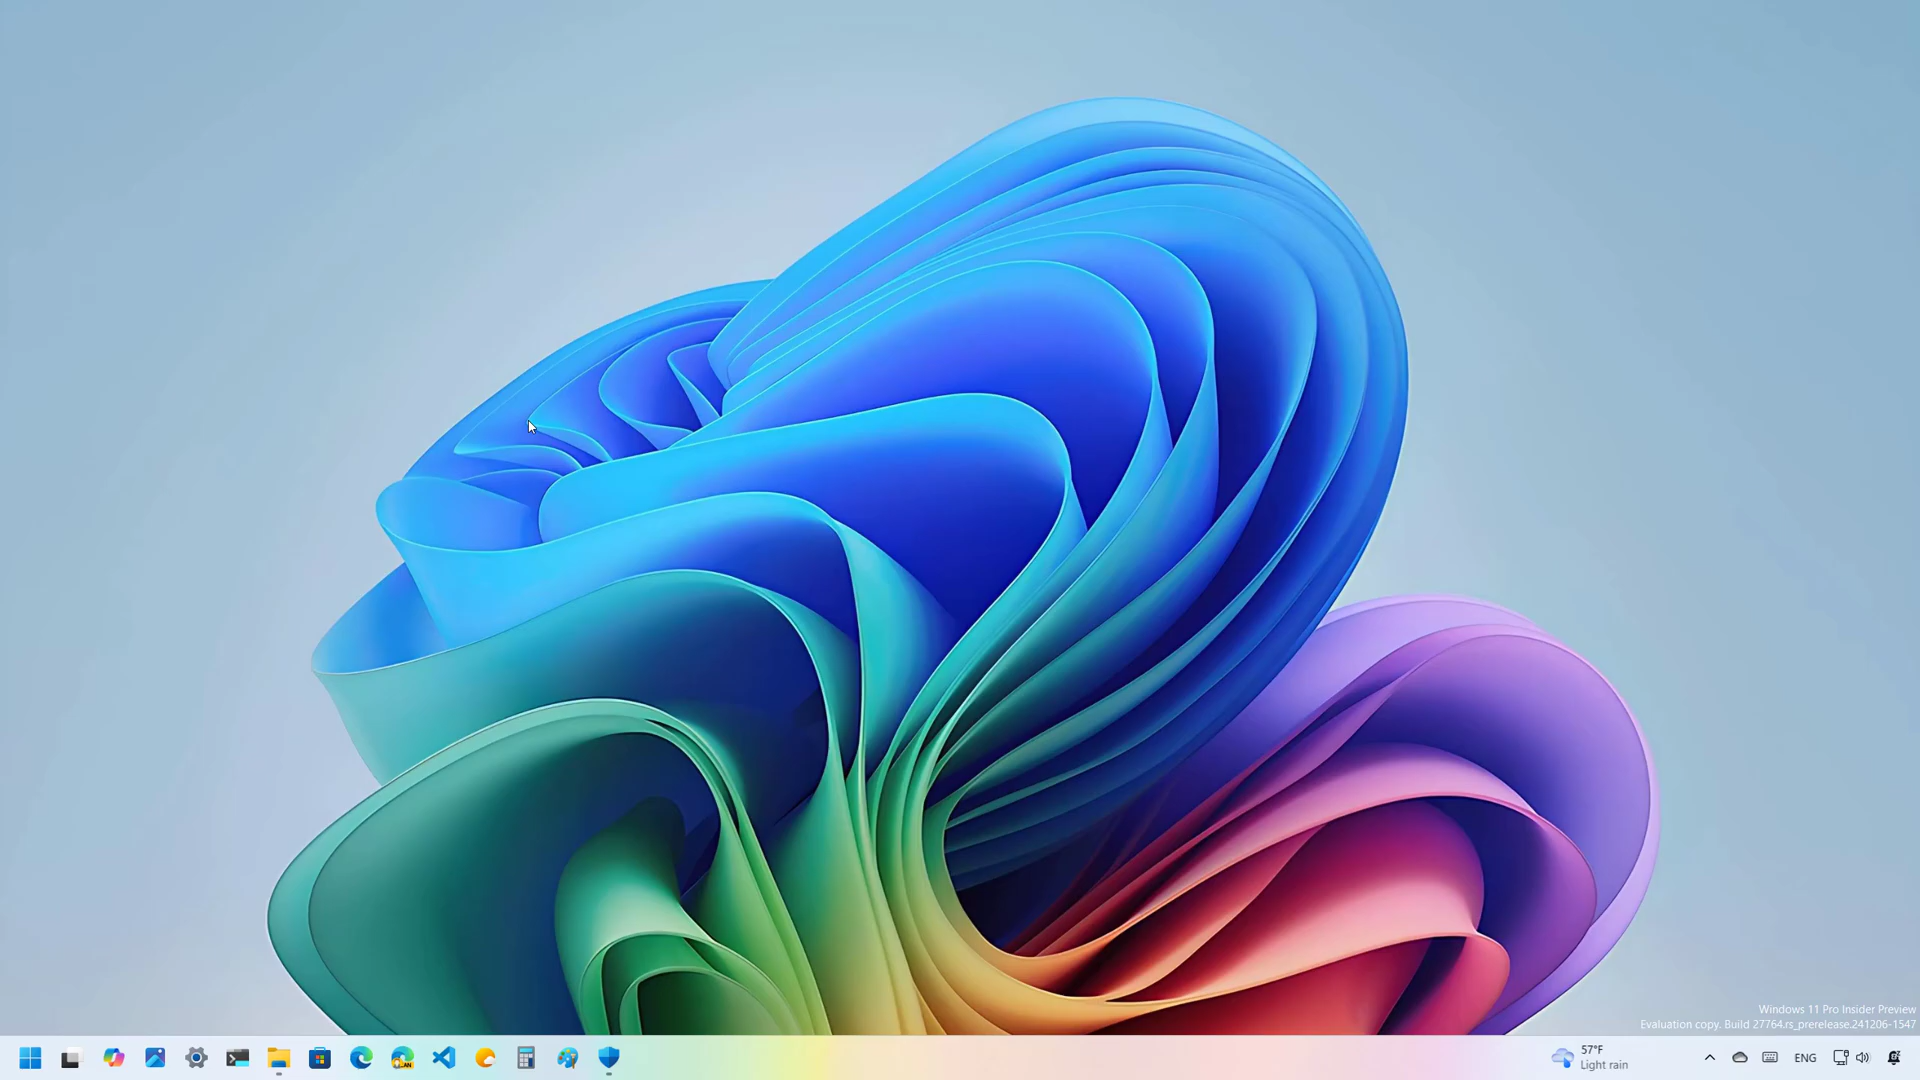 Windows 11 Pro Insider Preview
Evaluation copy. Build 27764.rs_prerelease.241206-1547
57°F
Light rain
ENG